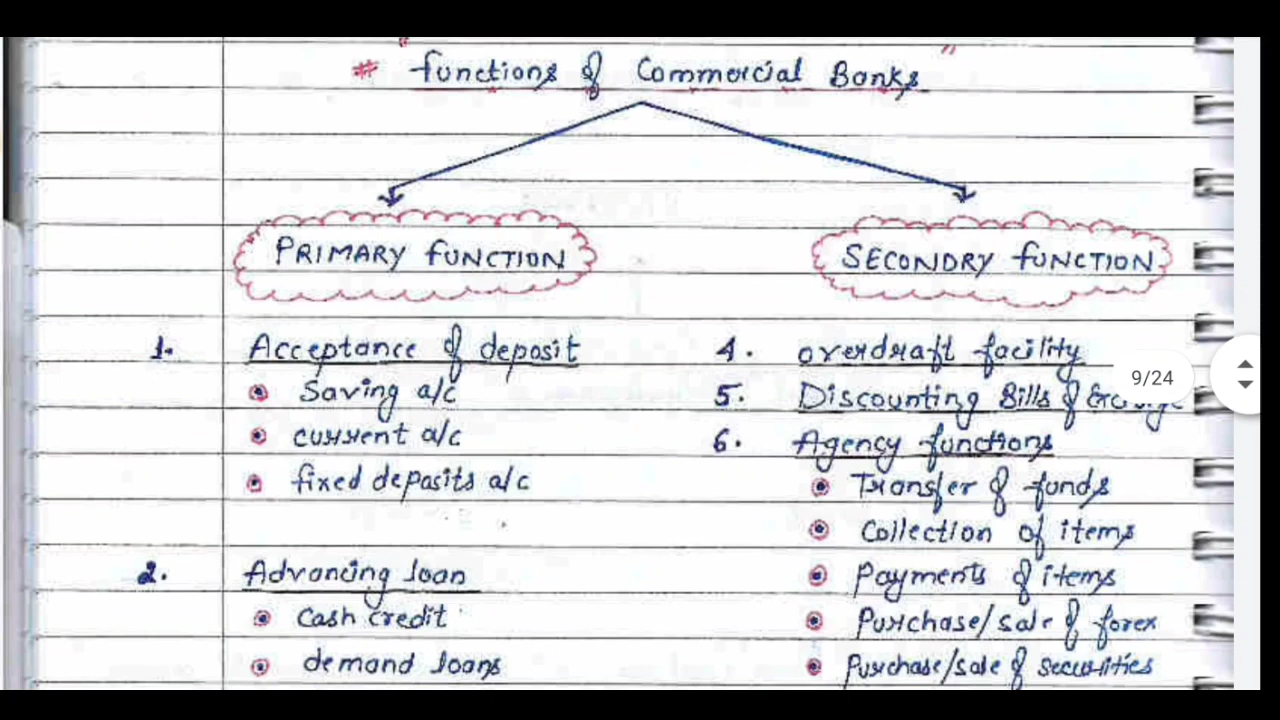 # functions of Commercial Banks
PRIMARY FUNCTION
SECONDRY FUNCTION
1. Acceptance of deposit
• Saving a/c
• current a/c
• fixed deposits a/c
2. Advancing loan
• cash credit
• demand loans
4. overdraft facility
9/24
5. Discounting Bills of
6. Agency functions
• Transfer of funds
• Collection of items
• Payments of items
• Purchase/sale of forex
• Purchase/sale of securities